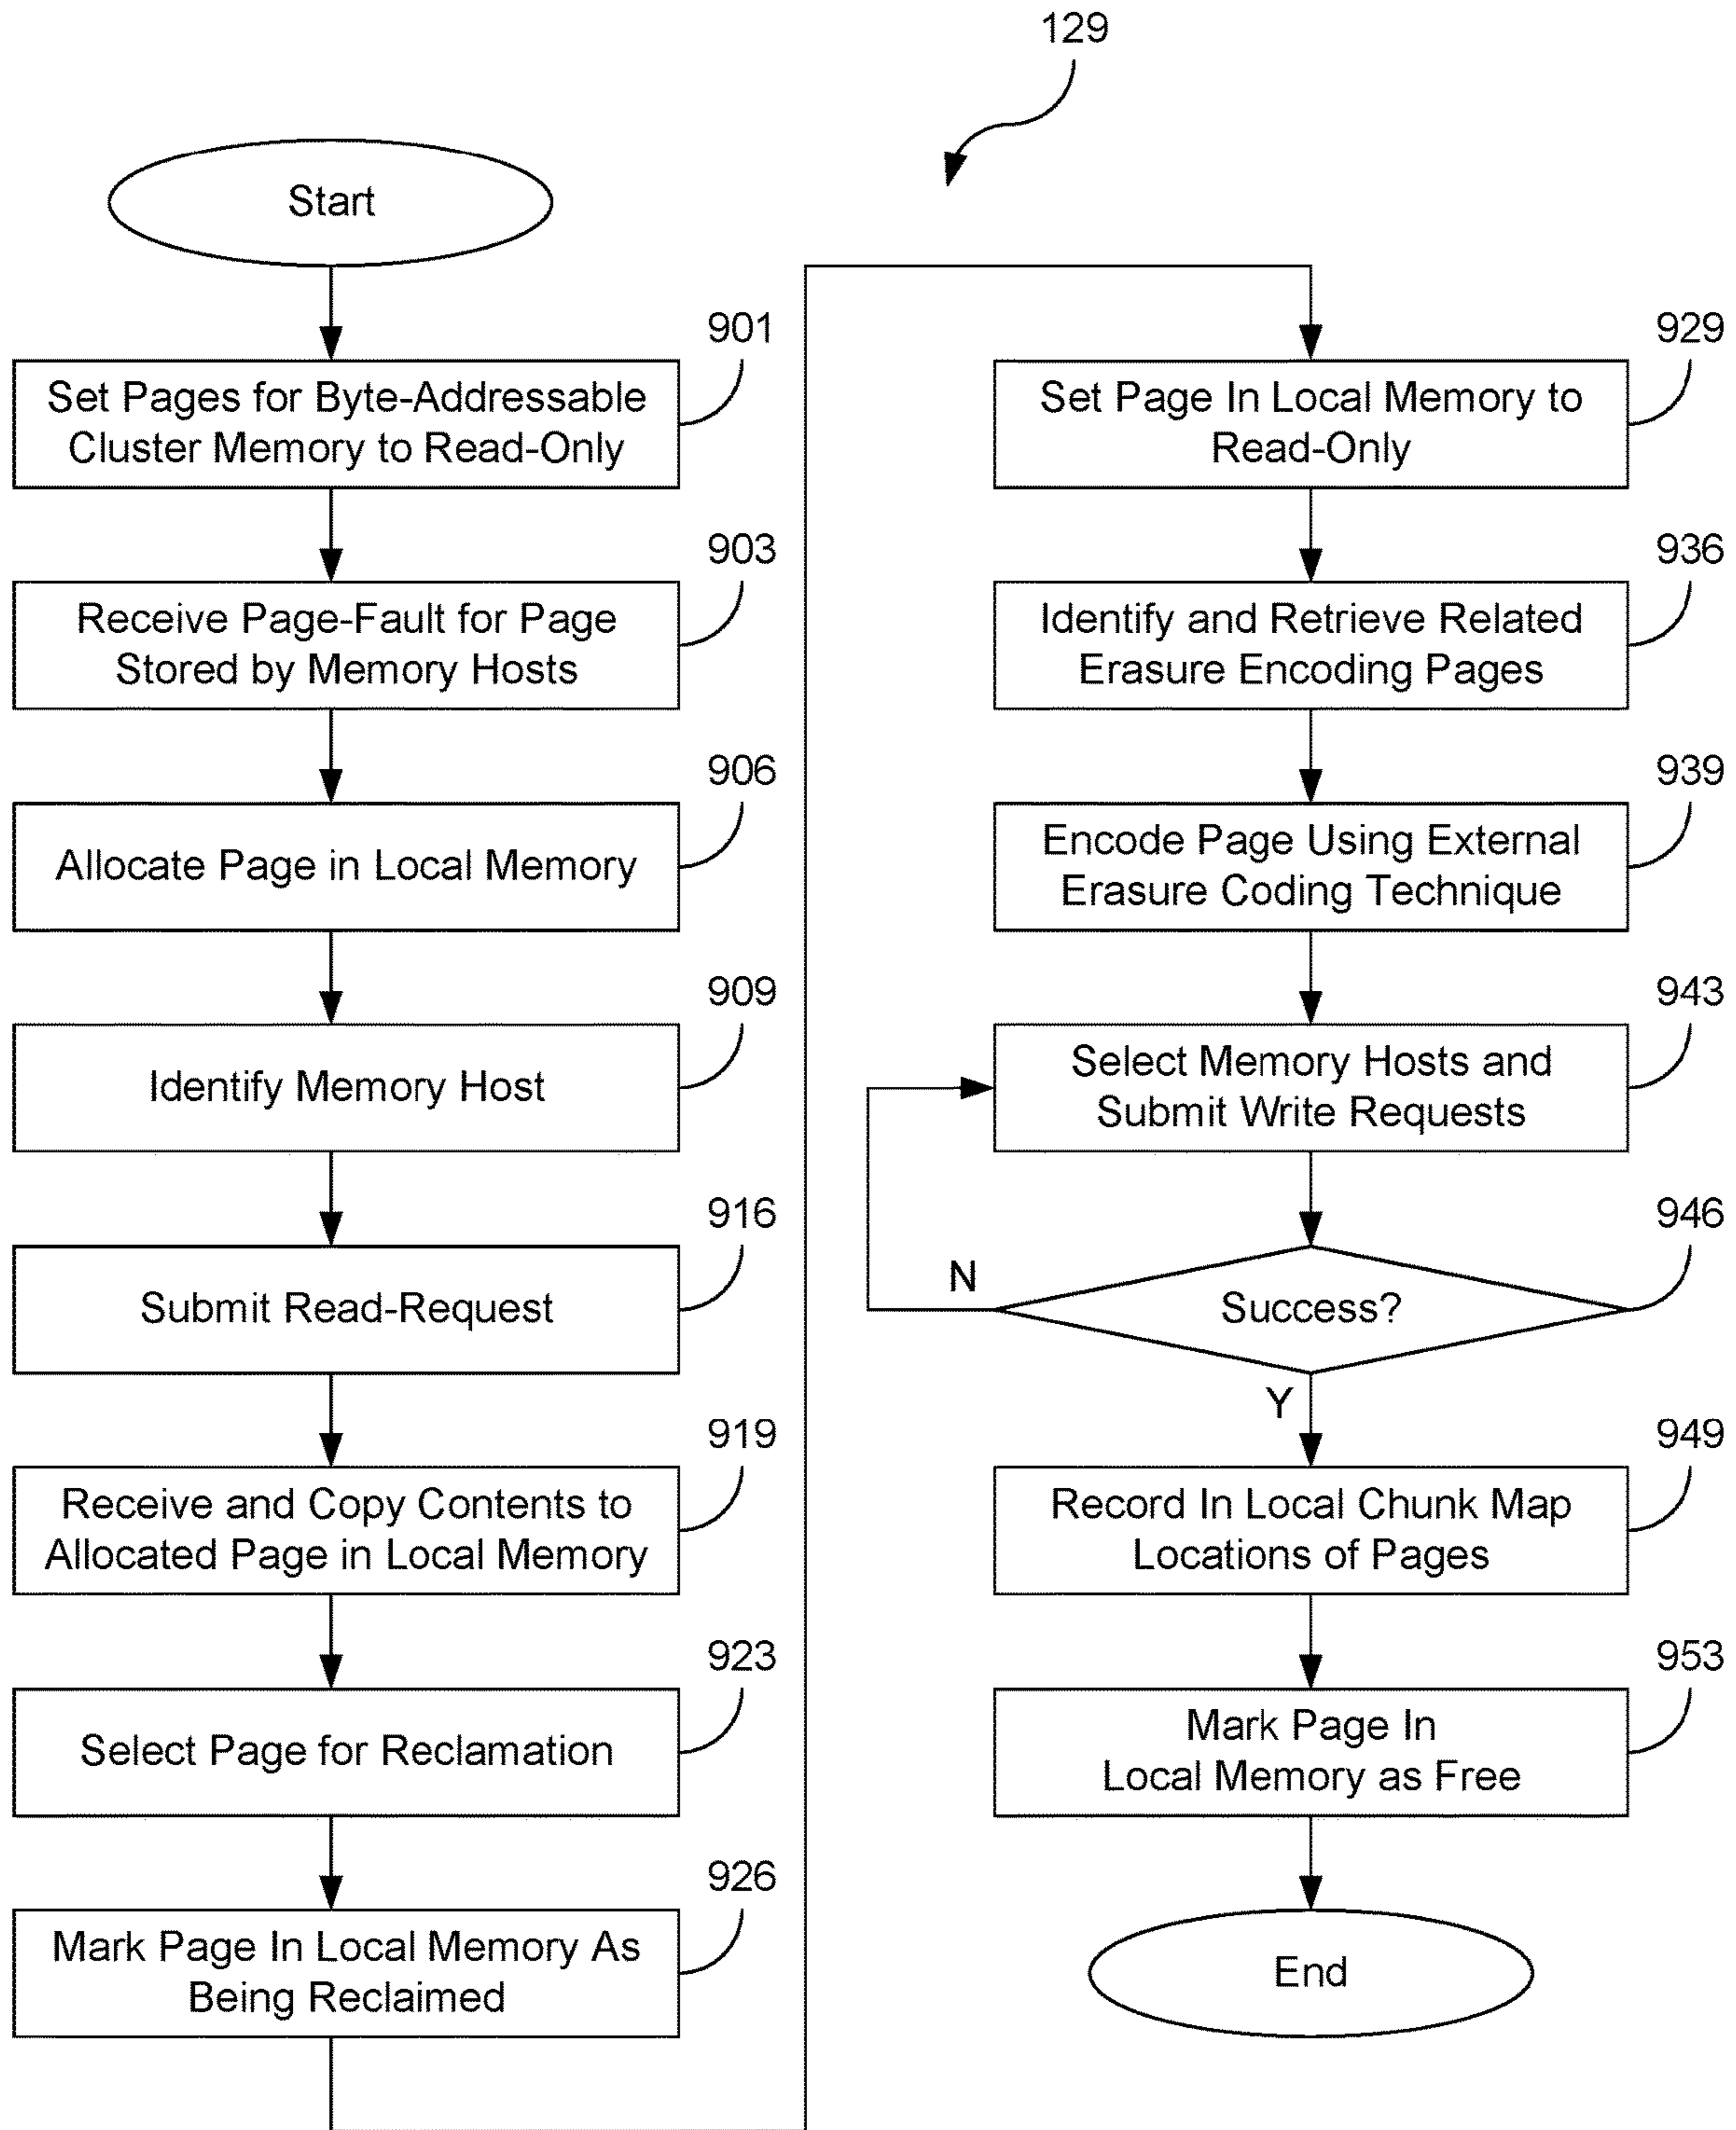 129
Start
901
Set Pages for Byte-Addressable
Cluster Memory to Read-Only
903
Receive Page-Fault for Page
Stored by Memory Hosts
906
Allocate Page in Local Memory
909
Identify Memory Host
916
Submit Read-Request
919
Receive and Copy Contents to
Allocated Page in Local Memory
923
Select Page for Reclamation
926
Mark Page In Local Memory As
Being Reclaimed
929
Set Page In Local Memory to
Read-Only
936
Identify and Retrieve Related
Erasure Encoding Pages
939
Encode Page Using External
Erasure Coding Technique
943
Select Memory Hosts and
Submit Write Requests
946
N
Success?
Y
949
Record In Local Chunk Map
Locations of Pages
953
Mark Page In
Local Memory as Free
End